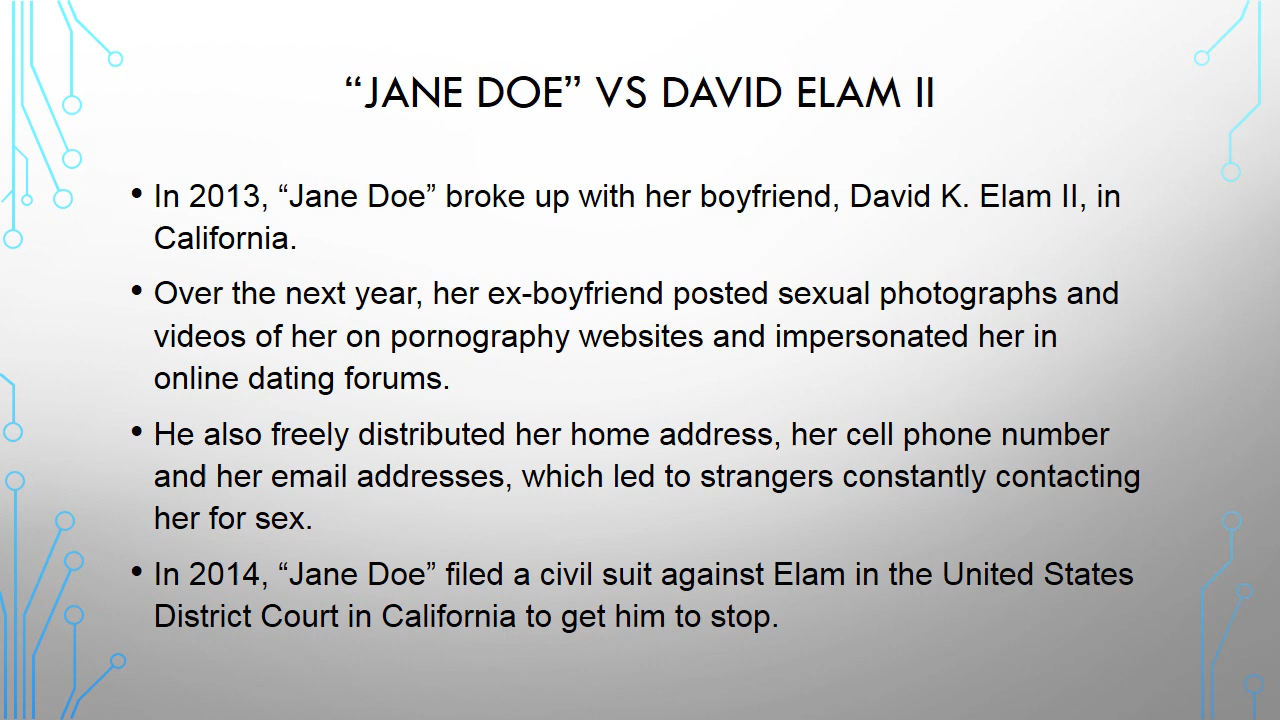 “JANE DOE” VS DAVID ELAM II
• In 2013, “Jane Doe” broke up with her boyfriend, David K. Elam II, in
California.
• Over the next year, her ex-boyfriend posted sexual photographs and
videos of her on pornography websites and impersonated her in
online dating forums.
• He also freely distributed her home address, her cell phone number
and her email addresses, which led to strangers constantly contacting
her for sex.
• In 2014, “Jane Doe” filed a civil suit against Elam in the United States
District Court in California to get him to stop.